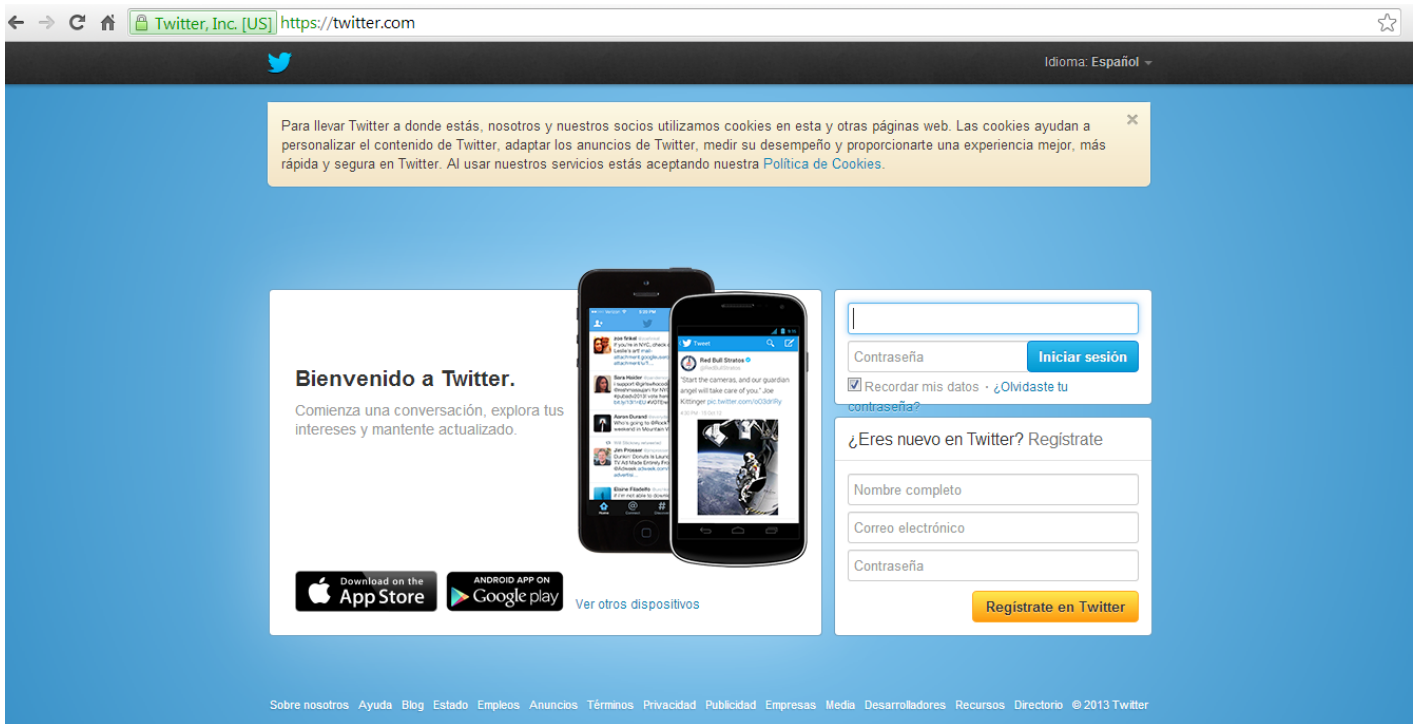 Twitter, Inc. [US] https://twitter.com
Idioma: Español
Para llevar Twitter a donde estás, nosotros y nuestros socios utilizamos cookies en esta y otras páginas web. Las cookies ayudan a
personalizar el contenido de Twitter, adaptar los anuncios de Twitter, medir su desempeño y proporcionarte una experiencia mejor, más
rápida y segura en Twitter. Al usar nuestros servicios estás aceptando nuestra Política de Cookies.
Bienvenido a Twitter.
Comienza una conversación, explora tus
intereses y mantente actualizado.
Tweet
Red Bull Stratos
@RedBullStratos
"Start the cameras, and our guardian
angel will take care of you." Joe
Kittinger
Download on the
App Store
ANDROID APP ON
Google play
Ver otros dispositivos
Contraseña
Iniciar sesión
Recordar mis datos · ¿Olvidaste tu
contraseña?
¿Eres nuevo en Twitter? Regístrate
Nombre completo
Correo electrónico
Contraseña
Regístrate en Twitter
Sobre nosotros Ayuda Blog Estado Empleos Anuncios Términos Privacidad Publicidad Empresas Media Desarrolladores Recursos Directorio © 2013 Twitter